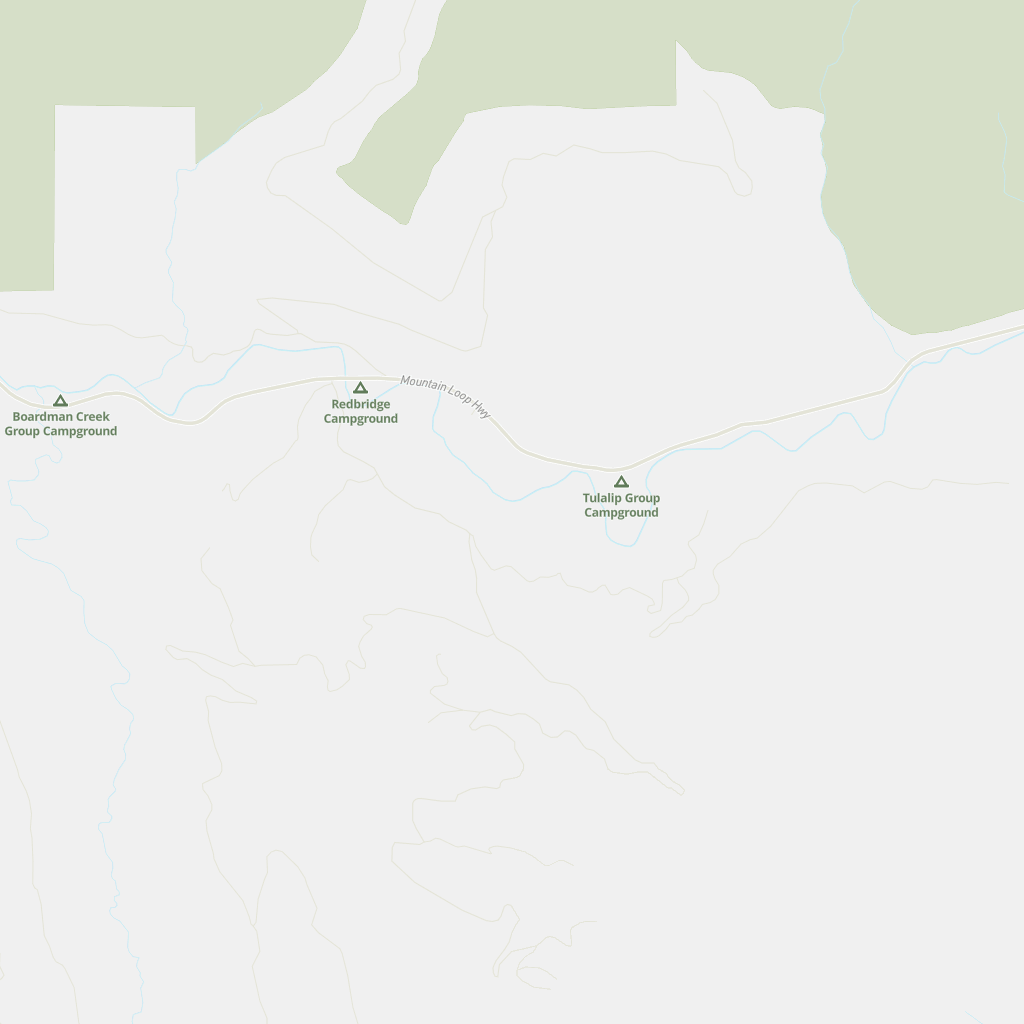 Mountain Loop Hwy
Boardman Creek
Group Campground
Redbridge
Campground
Tulalip Group
Campground